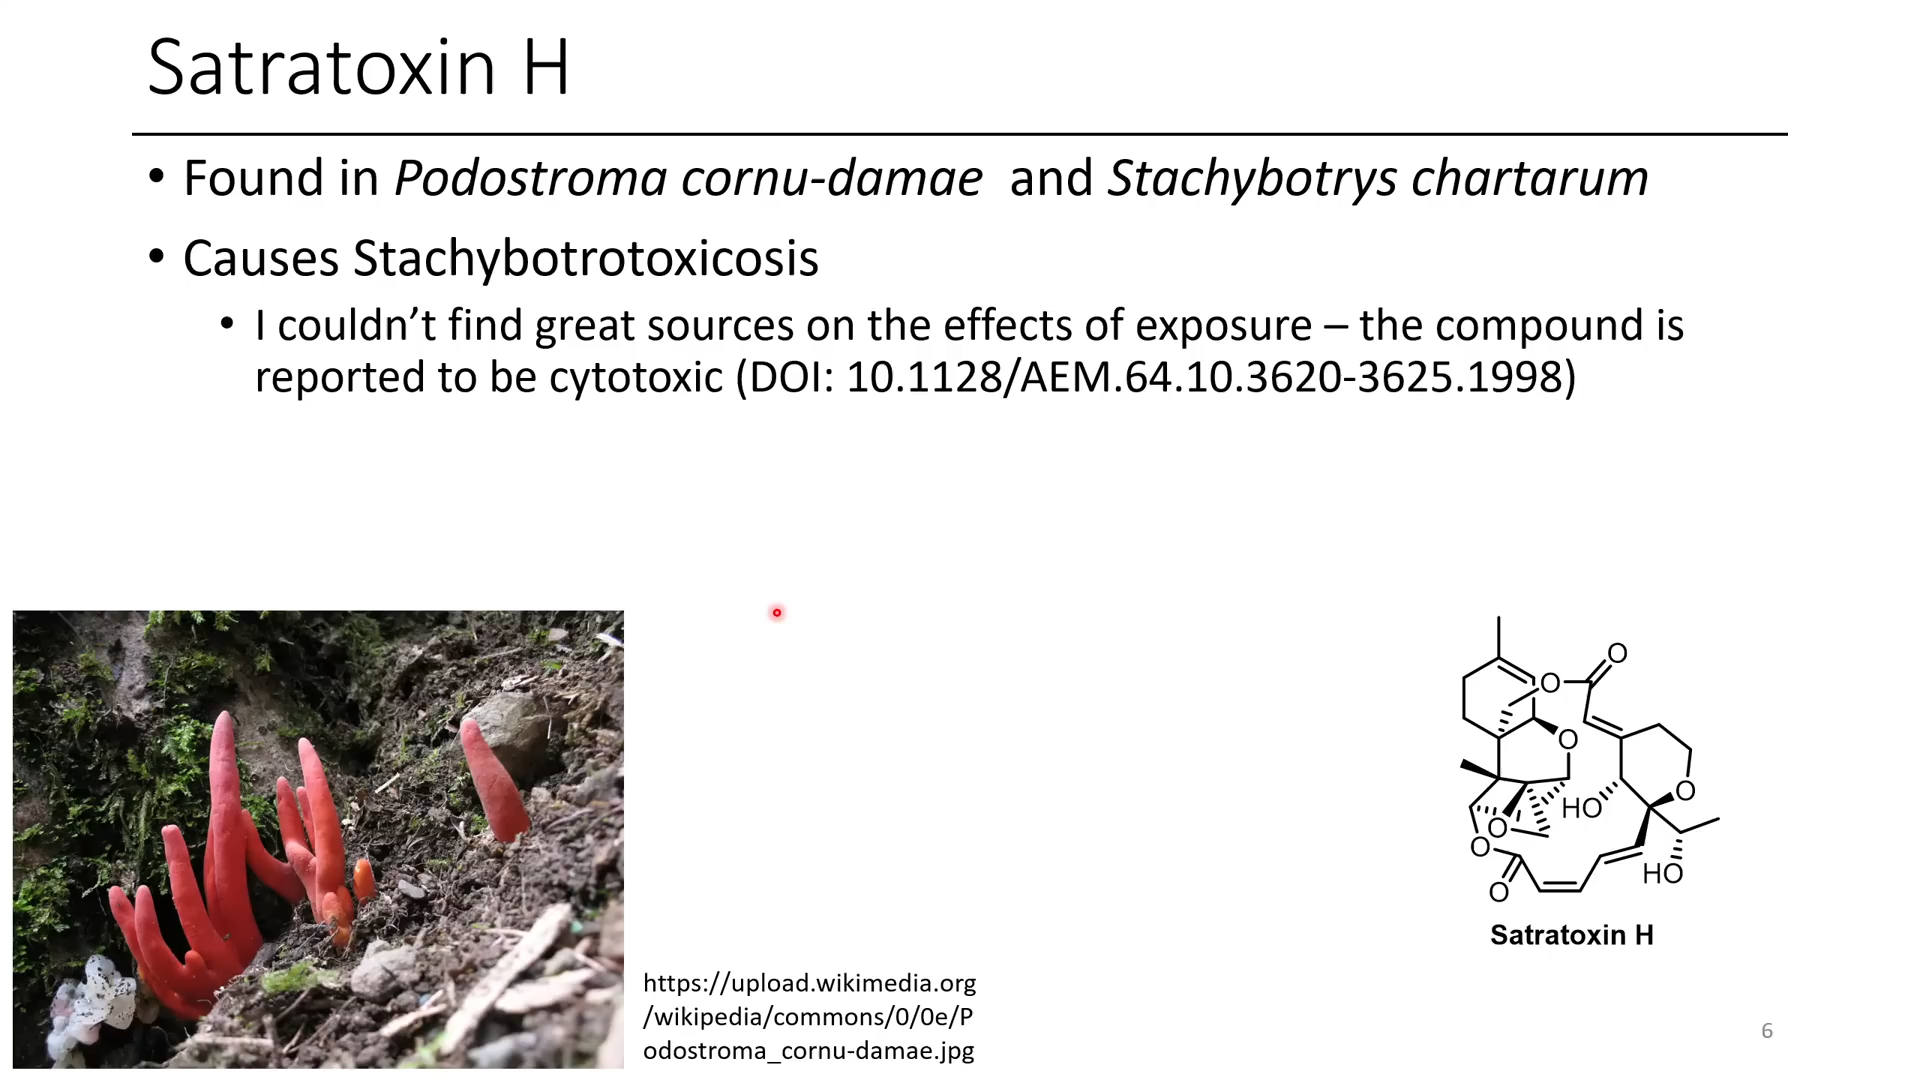 Satratoxin H
• Found in Podostroma cornu-damae and Stachybotrys chartarum
• Causes Stachybotrotoxicosis
• I couldn’t find great sources on the effects of exposure – the compound is
reported to be cytotoxic (DOI: 10.1128/AEM.64.10.3620-3625.1998)
O
O
O
O
HO
O
O
HO
O
Satratoxin H
https://upload.wikimedia.org
/wikipedia/commons/0/0e/P
odostroma_cornu-damae.jpg
6